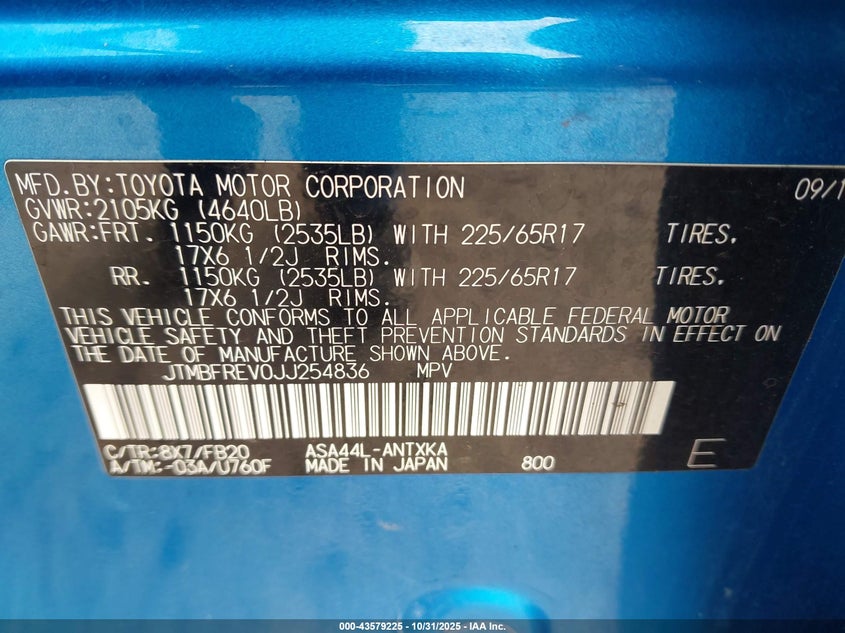 MFD.BY:TOYOTA MOTOR CORPORATION 09/1
GVWR:2105KG (4640LB)
GAWR:FRT. 1150KG (2535LB) WITH 225/65R17 TIRES,
17X6 1/2J RIMS.
RR. 1150KG (2535LB) WITH 225/65R17 TIRES,
17X6 1/2J RIMS.
THIS VEHICLE CONFORMS TO ALL APPLICABLE FEDERAL MOTOR
VEHICLE SAFETY AND THEFT PREVENTION STANDARDS IN EFFECT ON
THE DATE OF MANUFACTURE SHOWN ABOVE.
JTMBFREV0JJ254836 MPV
C/TR:8X7/FB20 ASA44L-ANTXKA
A/TM:-03A/U760F MADE IN JAPAN 800 E
000-43579225 - 10/31/2025 - IAA Inc.